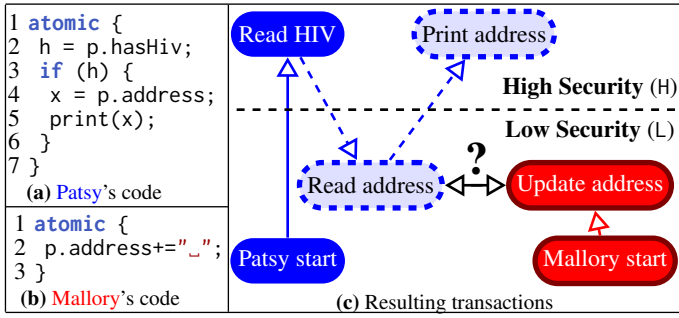 1 atomic {
2 h = p.hasHiv;
3 if (h) {
4 x = p.address;
5 print(x);
6 }
7 }
(a) Patsy's code
1 atomic {
2 p.address+="␣";
3 }
(b) Mallory's code
Read HIV
Print address
High Security (H)
Low Security (L)
?
Read address
Update address
Patsy start
Mallory start
(c) Resulting transactions